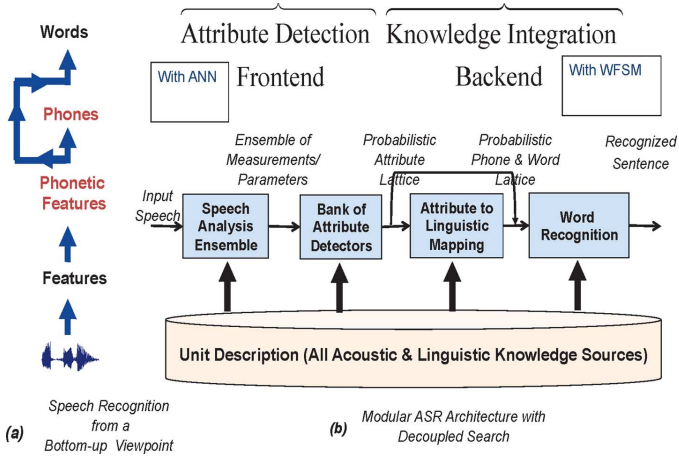 Words
Phones
Phonetic
Features
Features
(a)
Speech Recognition
from a
Bottom-up Viewpoint
Attribute Detection
Knowledge Integration
With ANN
Frontend
Backend
With WFSM
Ensemble of
Measurements/
Parameters
Probabilistic
Attribute
Lattice
Probabilistic
Phone & Word
Lattice
Recognized
Sentence
Input
Speech
Speech
Analysis
Ensemble
Bank of
Attribute
Detectors
Attribute to
Linguistic
Mapping
Word
Recognition
Unit Description (All Acoustic & Linguistic Knowledge Sources)
(b)
Modular ASR Architecture with
Decoupled Search